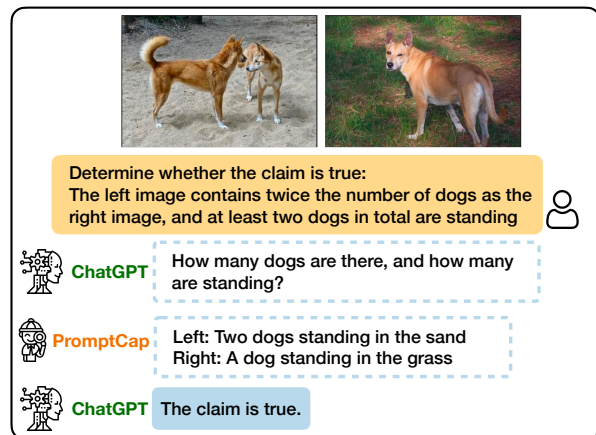 Determine whether the claim is true:
The left image contains twice the number of dogs as the
right image, and at least two dogs in total are standing
ChatGPT
How many dogs are there, and how many
are standing?
PromptCap
Left: Two dogs standing in the sand
Right: A dog standing in the grass
ChatGPT
The claim is true.